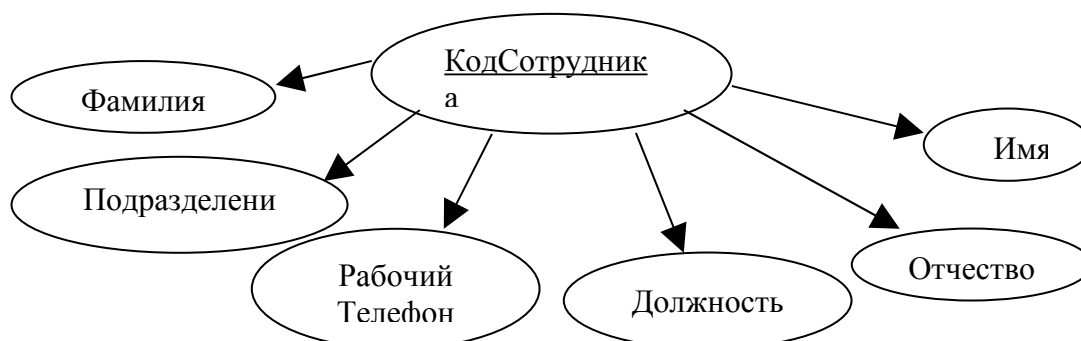 КодСотрудник
а
Фамилия
Имя
Подразделени
Отчество
Рабочий
Телефон
Должность